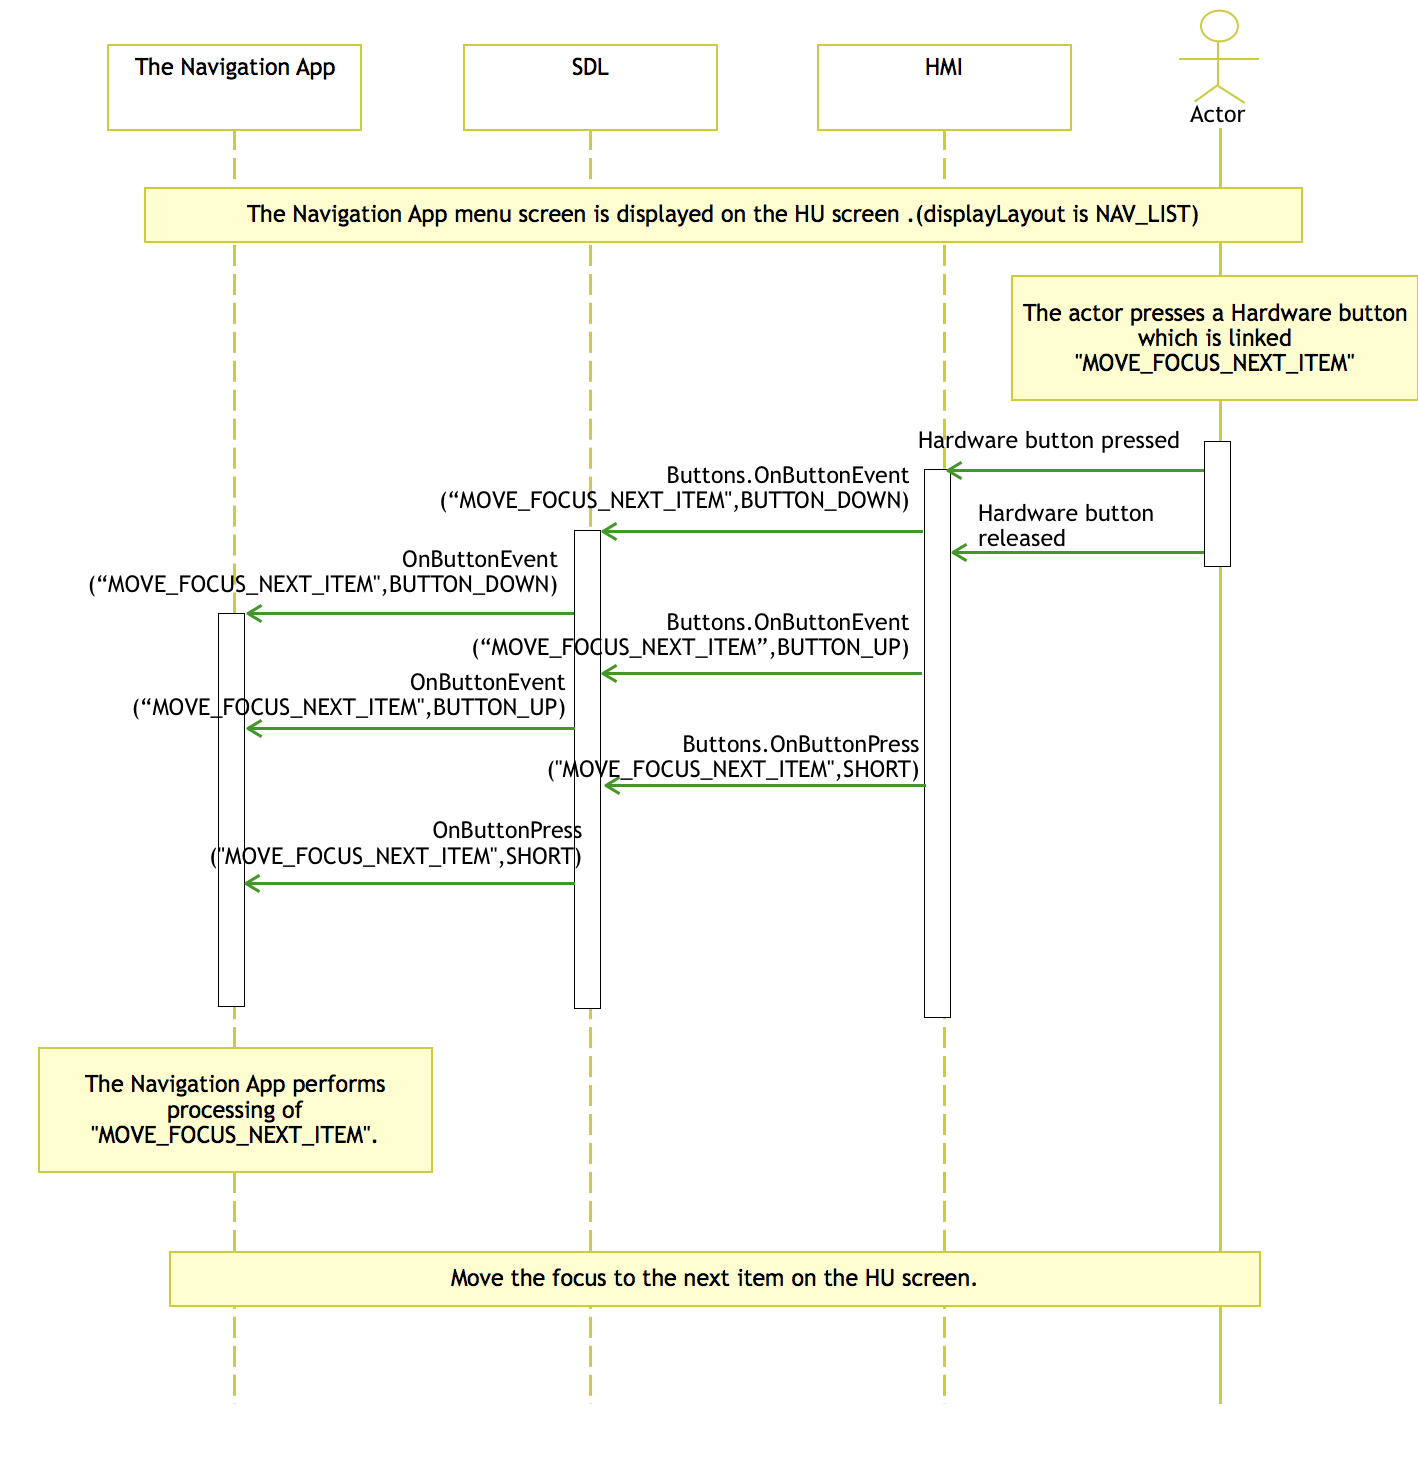 The Navigation App
SDL
HMI
Actor
The Navigation App menu screen is displayed on the HU screen .(displayLayout is NAV_LIST)
The actor presses a Hardware button
which is linked
"MOVE_FOCUS_NEXT_ITEM"
Hardware button pressed
Buttons.OnButtonEvent
(“MOVE_FOCUS_NEXT_ITEM",BUTTON_DOWN)
Hardware button
released
OnButtonEvent
(“MOVE_FOCUS_NEXT_ITEM",BUTTON_DOWN)
Buttons.OnButtonEvent
(“MOVE_FOCUS_NEXT_ITEM”,BUTTON_UP)
OnButtonEvent
(“MOVE_FOCUS_NEXT_ITEM",BUTTON_UP)
Buttons.OnButtonPress
("MOVE_FOCUS_NEXT_ITEM",SHORT)
OnButtonPress
("MOVE_FOCUS_NEXT_ITEM",SHORT)
The Navigation App performs
processing of
"MOVE_FOCUS_NEXT_ITEM".
Move the focus to the next item on the HU screen.